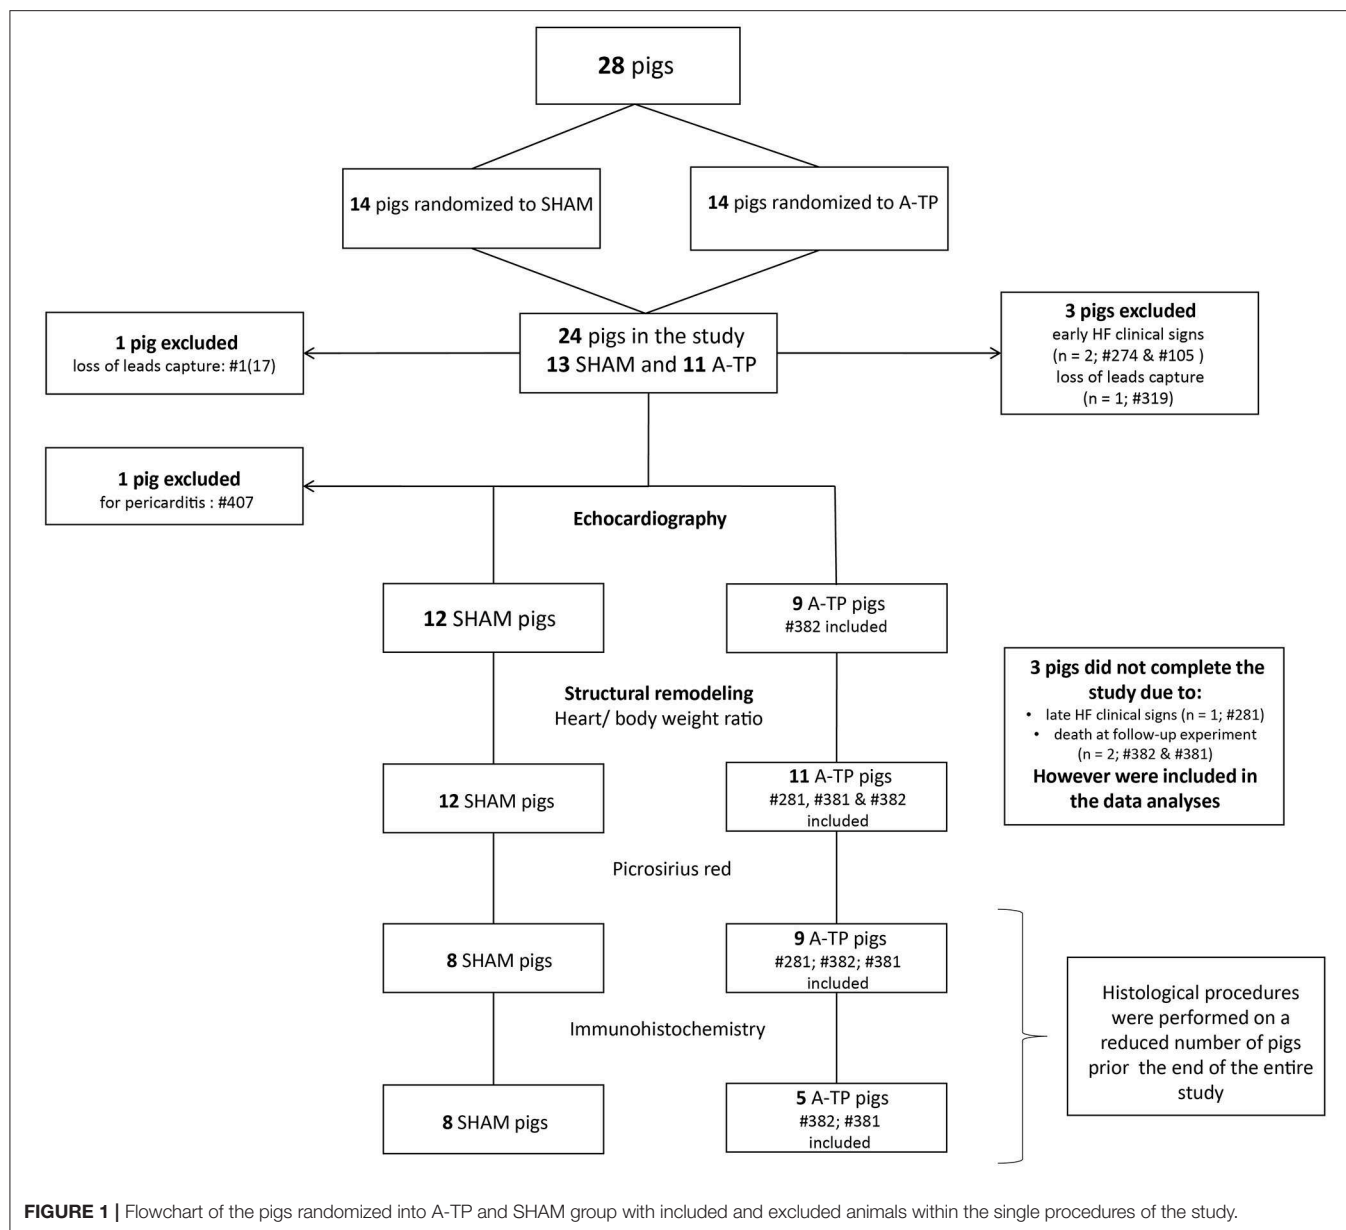 28 pigs
14 pigs randomized to SHAM
14 pigs randomized to A-TP
1 pig excluded
loss of leads capture: #1(17)
24 pigs in the study
13 SHAM and 11 A-TP
3 pigs excluded
early HF clinical signs
(n = 2; #274 & #105 )
loss of leads capture
(n = 1; #319)
1 pig excluded
for pericarditis : #407
Echocardiography
12 SHAM pigs
9 A-TP pigs
#382 included
Structural remodeling
Heart/ body weight ratio
3 pigs did not complete the
study due to:
• late HF clinical signs (n = 1; #281)
• death at follow-up experiment
(n = 2; #382 & #381)
However were included in
the data analyses
12 SHAM pigs
11 A-TP pigs
#281, #381 & #382
included
Picrosirius red
8 SHAM pigs
9 A-TP pigs
#281; #382; #381
included
Immunohistochemistry
Histological procedures
were performed on a
reduced number of pigs
prior the end of the entire
study
8 SHAM pigs
5 A-TP pigs
#382; #381
included
FIGURE 1 | Flowchart of the pigs randomized into A-TP and SHAM group with included and excluded animals within the single procedures of the study.